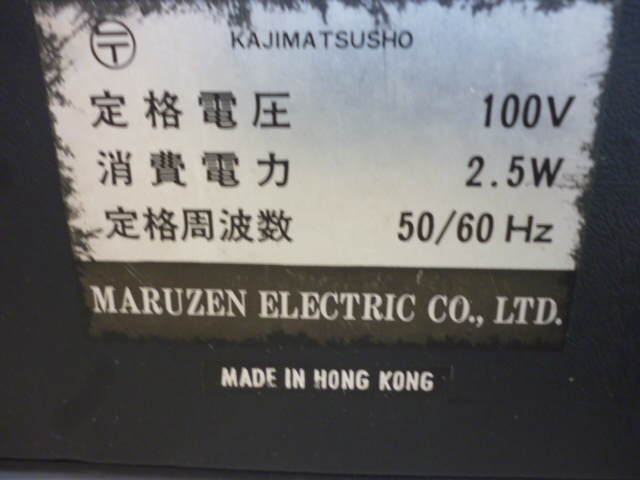 〒 KAJIMATSUSHO
定格電圧 100V
消費電力 2.5W
定格周波数 50/60 Hz
MARUZEN ELECTRIC CO., LTD.
MADE IN HONG KONG